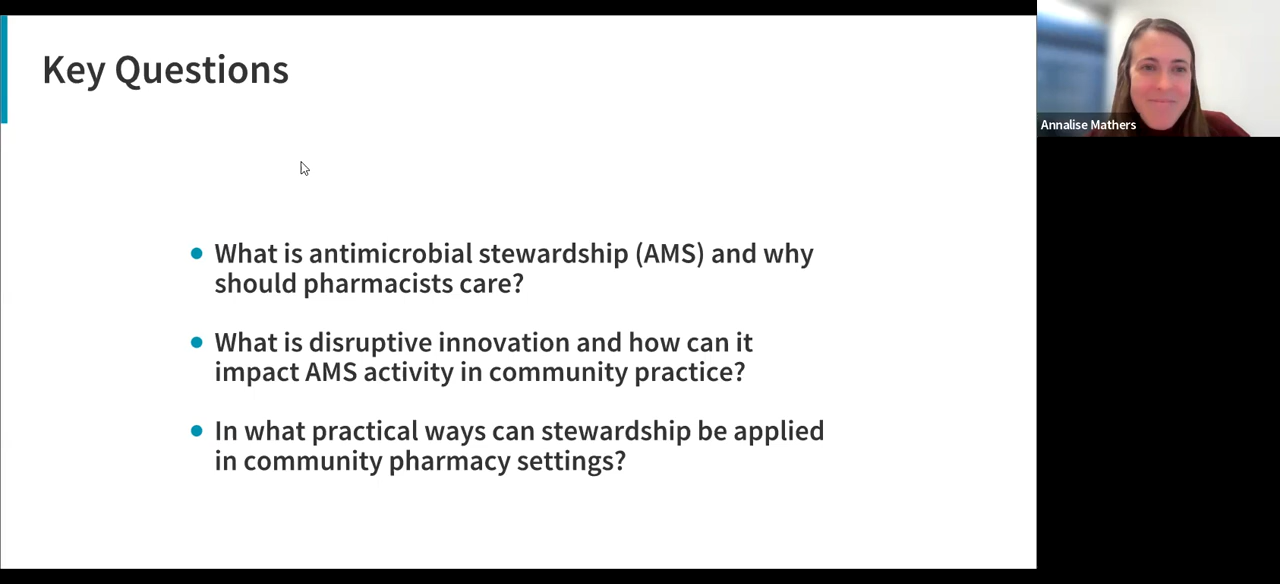 Key Questions
What is antimicrobial stewardship (AMS) and why
should pharmacists care?
What is disruptive innovation and how can it
impact AMS activity in community practice?
In what practical ways can stewardship be applied
in community pharmacy settings?
Annalise Mathers